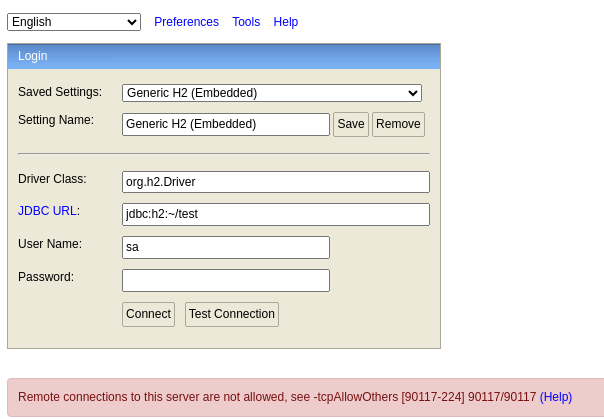 English Preferences Tools Help
Login
Saved Settings: Generic H2 (Embedded)
Setting Name: Generic H2 (Embedded) Save Remove
Driver Class: org.h2.Driver
JDBC URL: jdbc:h2:~/test
User Name: sa
Password:
Connect Test Connection
Remote connections to this server are not allowed, see -tcpAllowOthers [90117-224] 90117/90117 (Help)